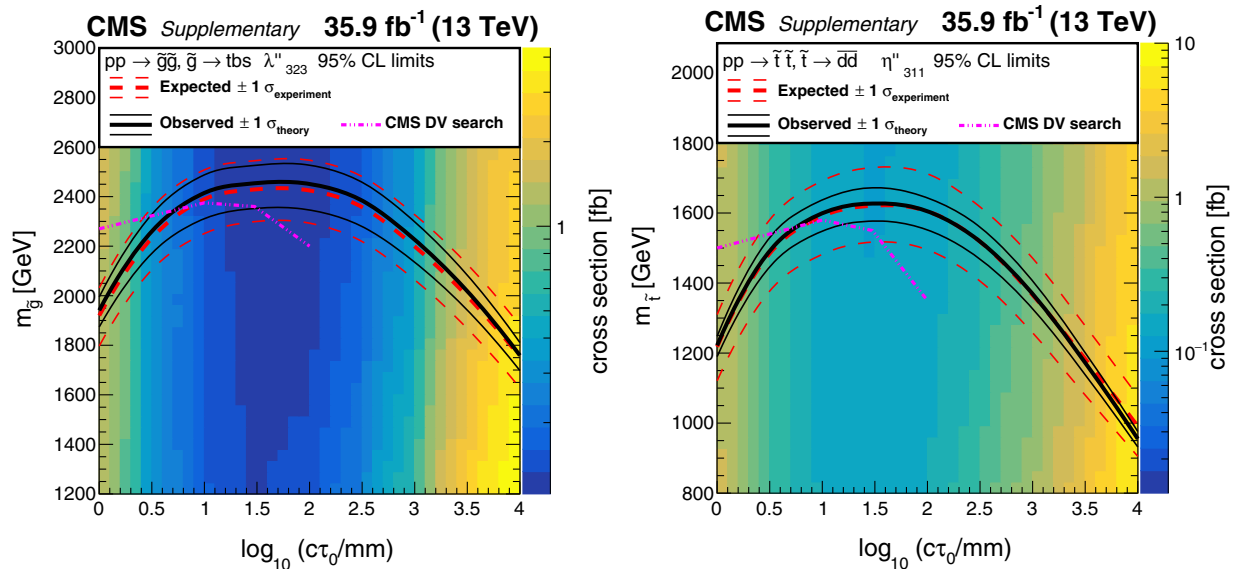 CMS Supplementary 35.9 fb⁻¹ (13 TeV)
pp → g̃g̃, g̃ → tbs λ''₃₂₃ 95% CL limits
Expected ± 1 σexperiment
Observed ± 1 σtheory CMS DV search
3000
2800
2600
2400
2200
2000
1800
1600
1400
1200
m_g̃ [GeV]
0 0.5 1 1.5 2 2.5 3 3.5 4
log₁₀ (cτ₀/mm)
1
cross section [fb]
CMS Supplementary 35.9 fb⁻¹ (13 TeV)
pp → t̃ t̃, t̃ → d̅d̅ η''₃₁₁ 95% CL limits
Expected ± 1 σexperiment
Observed ± 1 σtheory CMS DV search
2000
1800
1600
1400
1200
1000
800
m_t̃ [GeV]
0 0.5 1 1.5 2 2.5 3 3.5 4
log₁₀ (cτ₀/mm)
10
1
10⁻¹
cross section [fb]